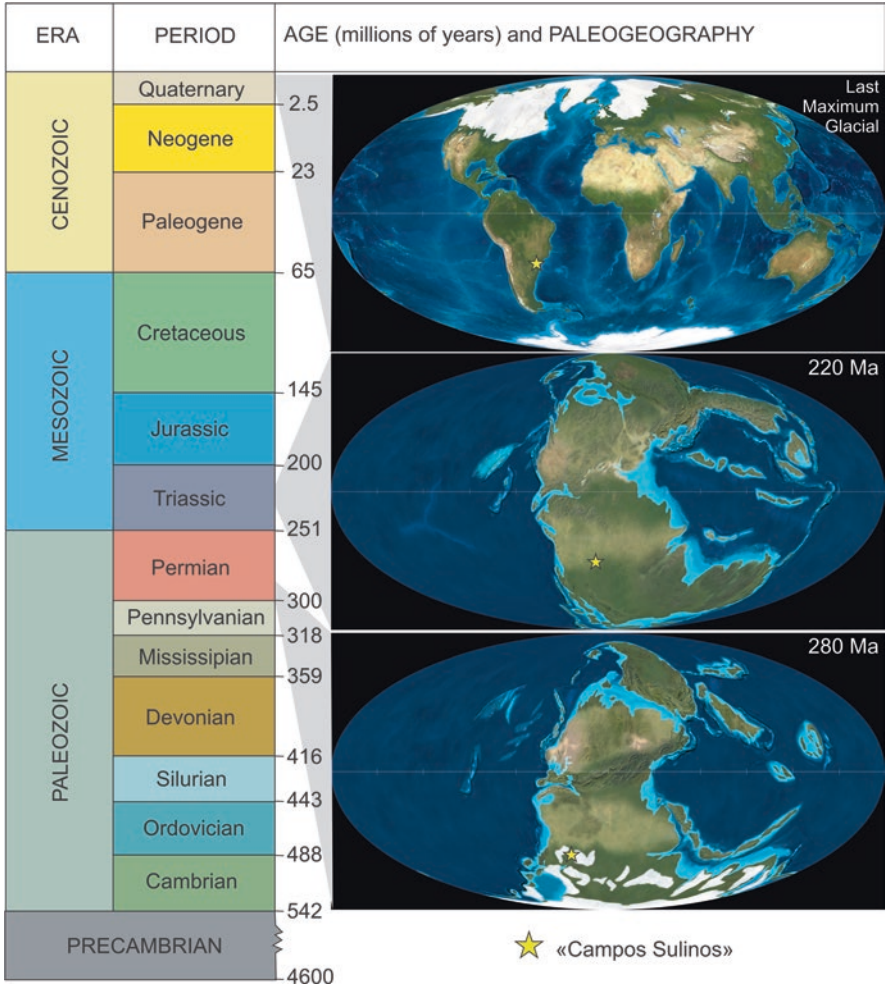 ERA
PERIOD
AGE (millions of years) and PALEOGEOGRAPHY
CENOZOIC
Quaternary
2.5
Neogene
23
Paleogene
65
MESOZOIC
Cretaceous
145
Jurassic
200
Triassic
251
PALEOZOIC
Permian
300
Pennsylvanian
318
Mississipian
359
Devonian
416
Silurian
443
Ordovician
488
Cambrian
542
PRECAMBRIAN
4600
Last
Maximum
Glacial
220 Ma
280 Ma
«Campos Sulinos»